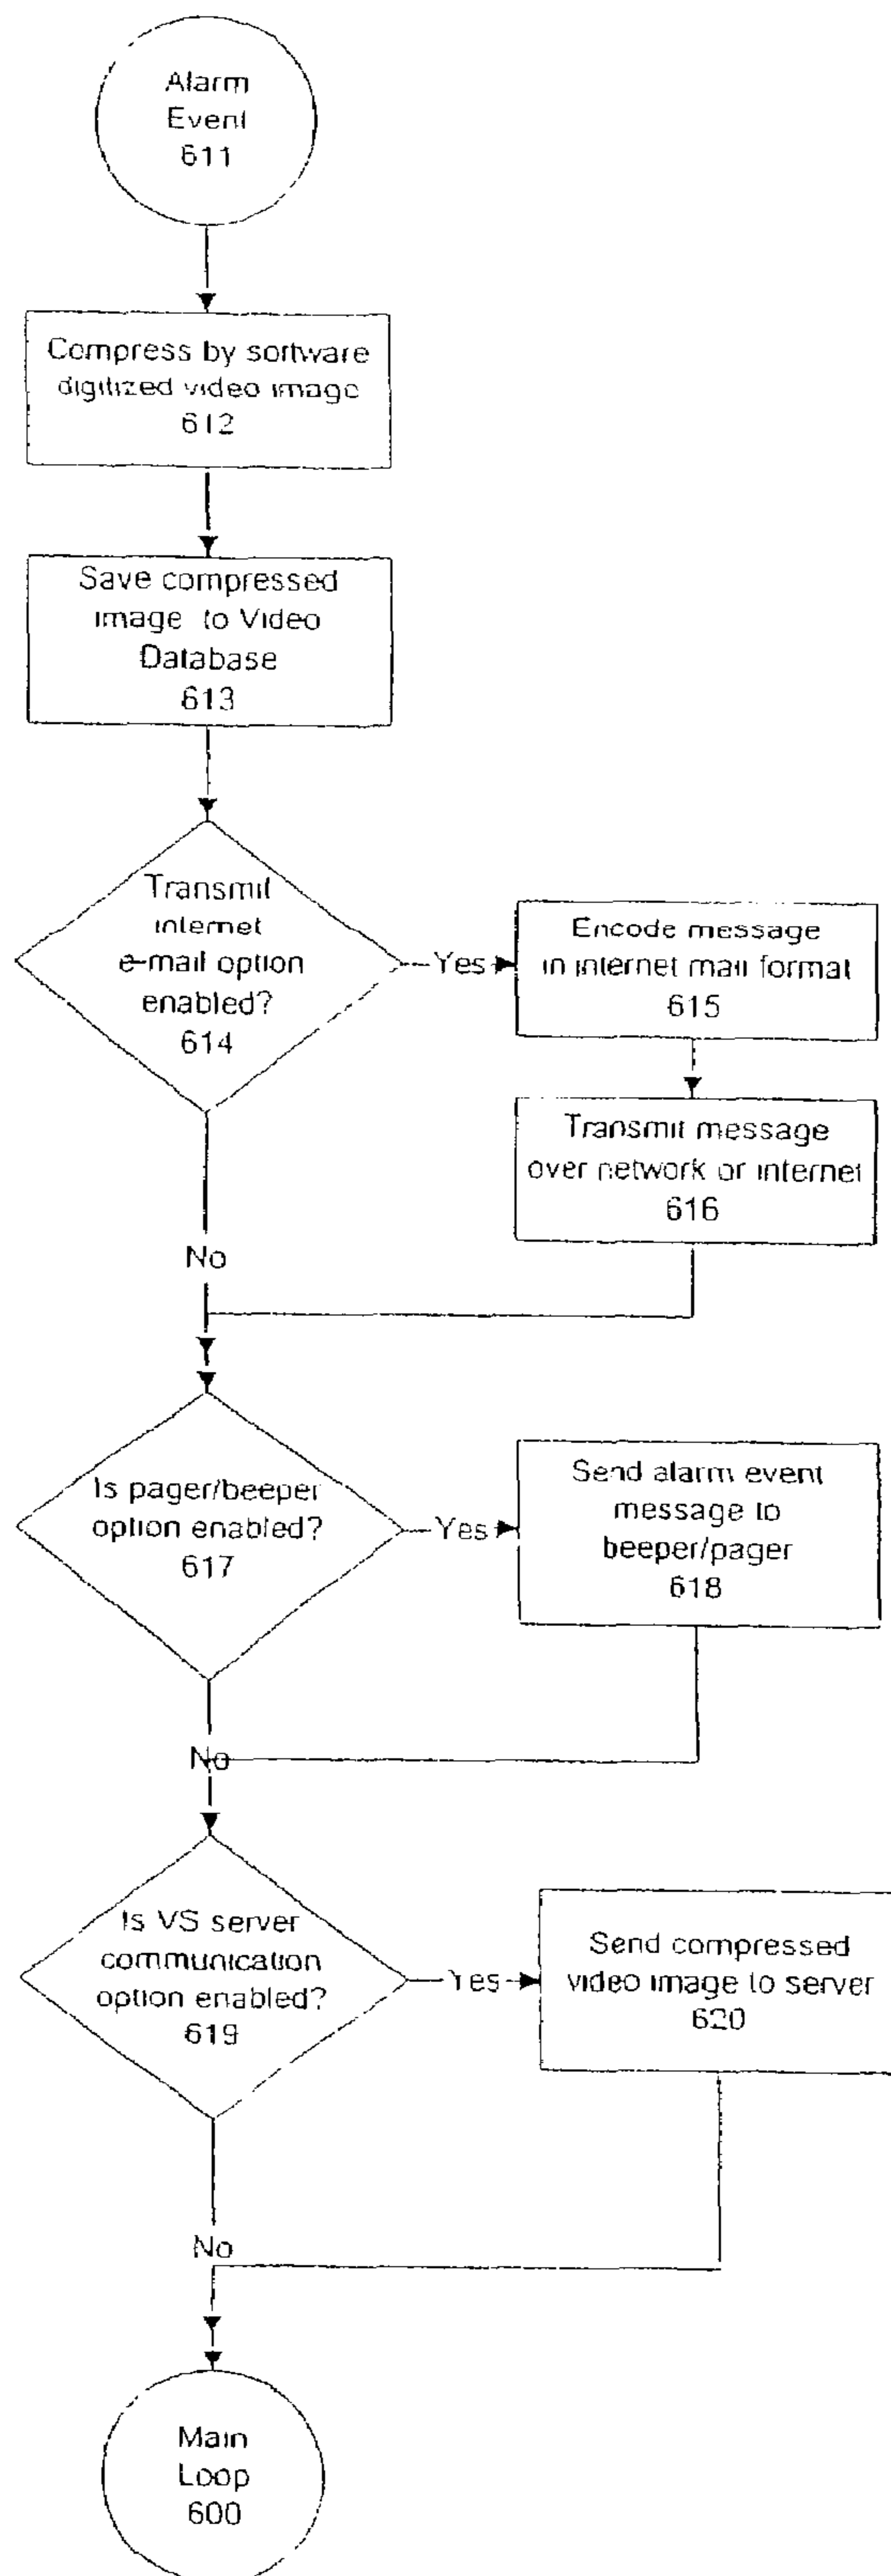 Alarm
Event
611
Compress by software
digitized video image
612
Save compressed
image to Video
Database
613
Transmit
internet
e-mail option
enabled?
614
Yes
Encode message
in internet mail format
615
Transmit message
over network or internet
616
No
Is pager/beeper
option enabled?
617
Yes
Send alarm event
message to
beeper/pager
618
No
Is VS server
communication
option enabled?
619
Yes
Send compressed
video image to server
620
No
Main
Loop
600